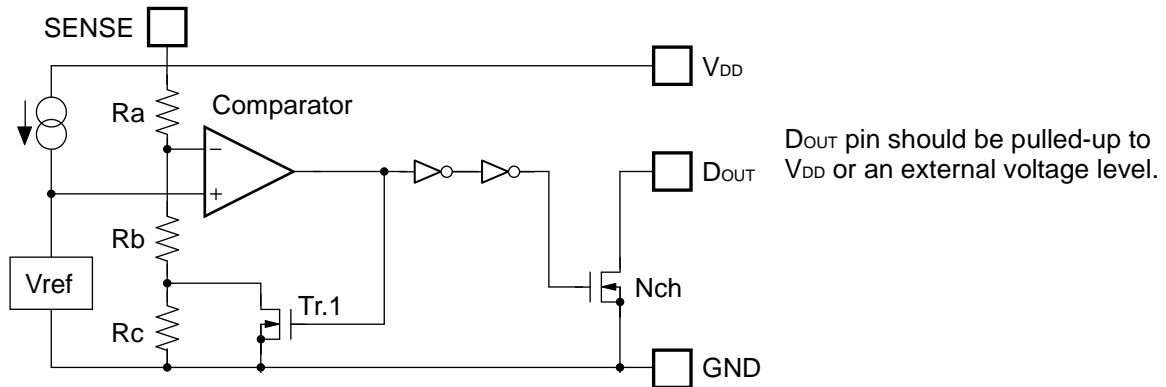 SENSE
VDD
Ra
Comparator
−
+
DOUT pin should be pulled-up to
VDD or an external voltage level.
DOUT
Rb
Vref
Nch
Tr.1
Rc
GND